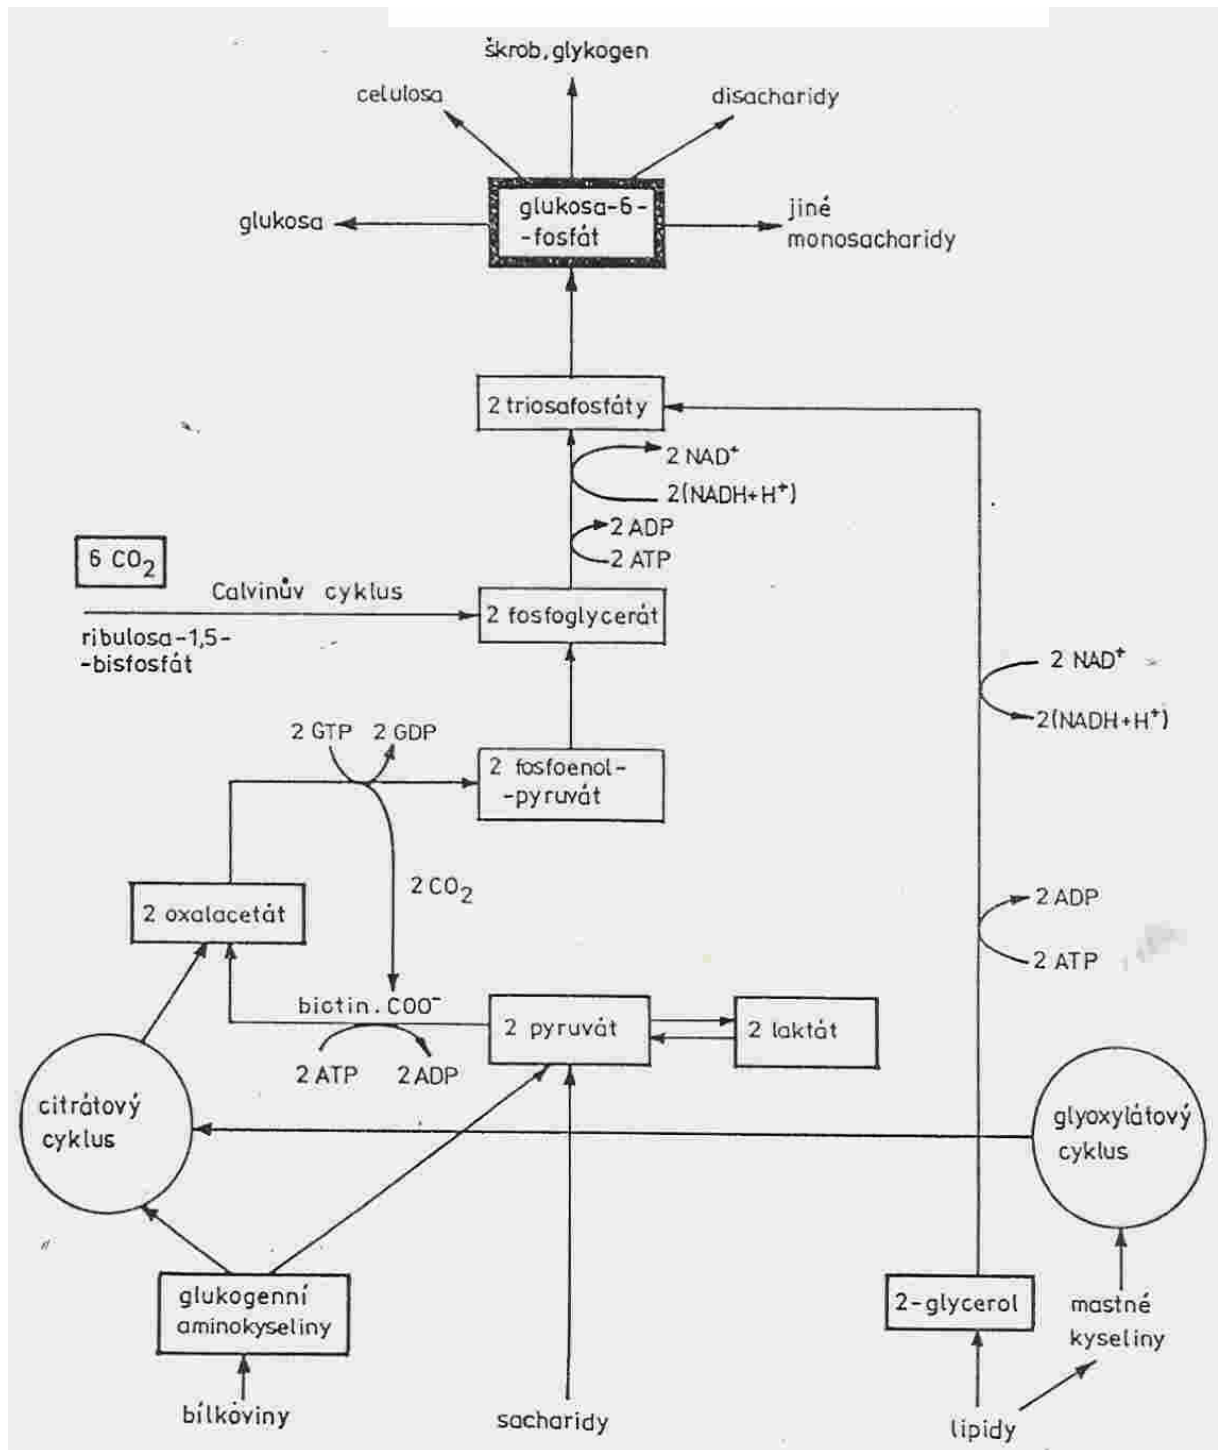 škrob, glykogen
celulosa
disacharidy
glukosa-6-
-fosfát
glukosa
jiné
monosacharidy
2 triosafosfáty
2 NAD⁺
2(NADH+H⁺)
2 ADP
2 ATP
6 CO₂
Calvinův cyklus
2 fosfoglycerát
ribulosa-1,5-
-bisfosfát
2 NAD⁺
2(NADH+H⁺)
2 GTP 2 GDP
2 fosfoenol-
-pyruvát
2 CO₂
2 oxalacetát
2 ADP
2 ATP
biotin.COO⁻
2 pyruvát
2 laktát
2 ATP 2 ADP
citrátový
cyklus
glyoxylátový
cyklus
glukogenní
aminokyseliny
2-glycerol
mastné
kyseliny
bílkoviny
sacharidy
lipidy